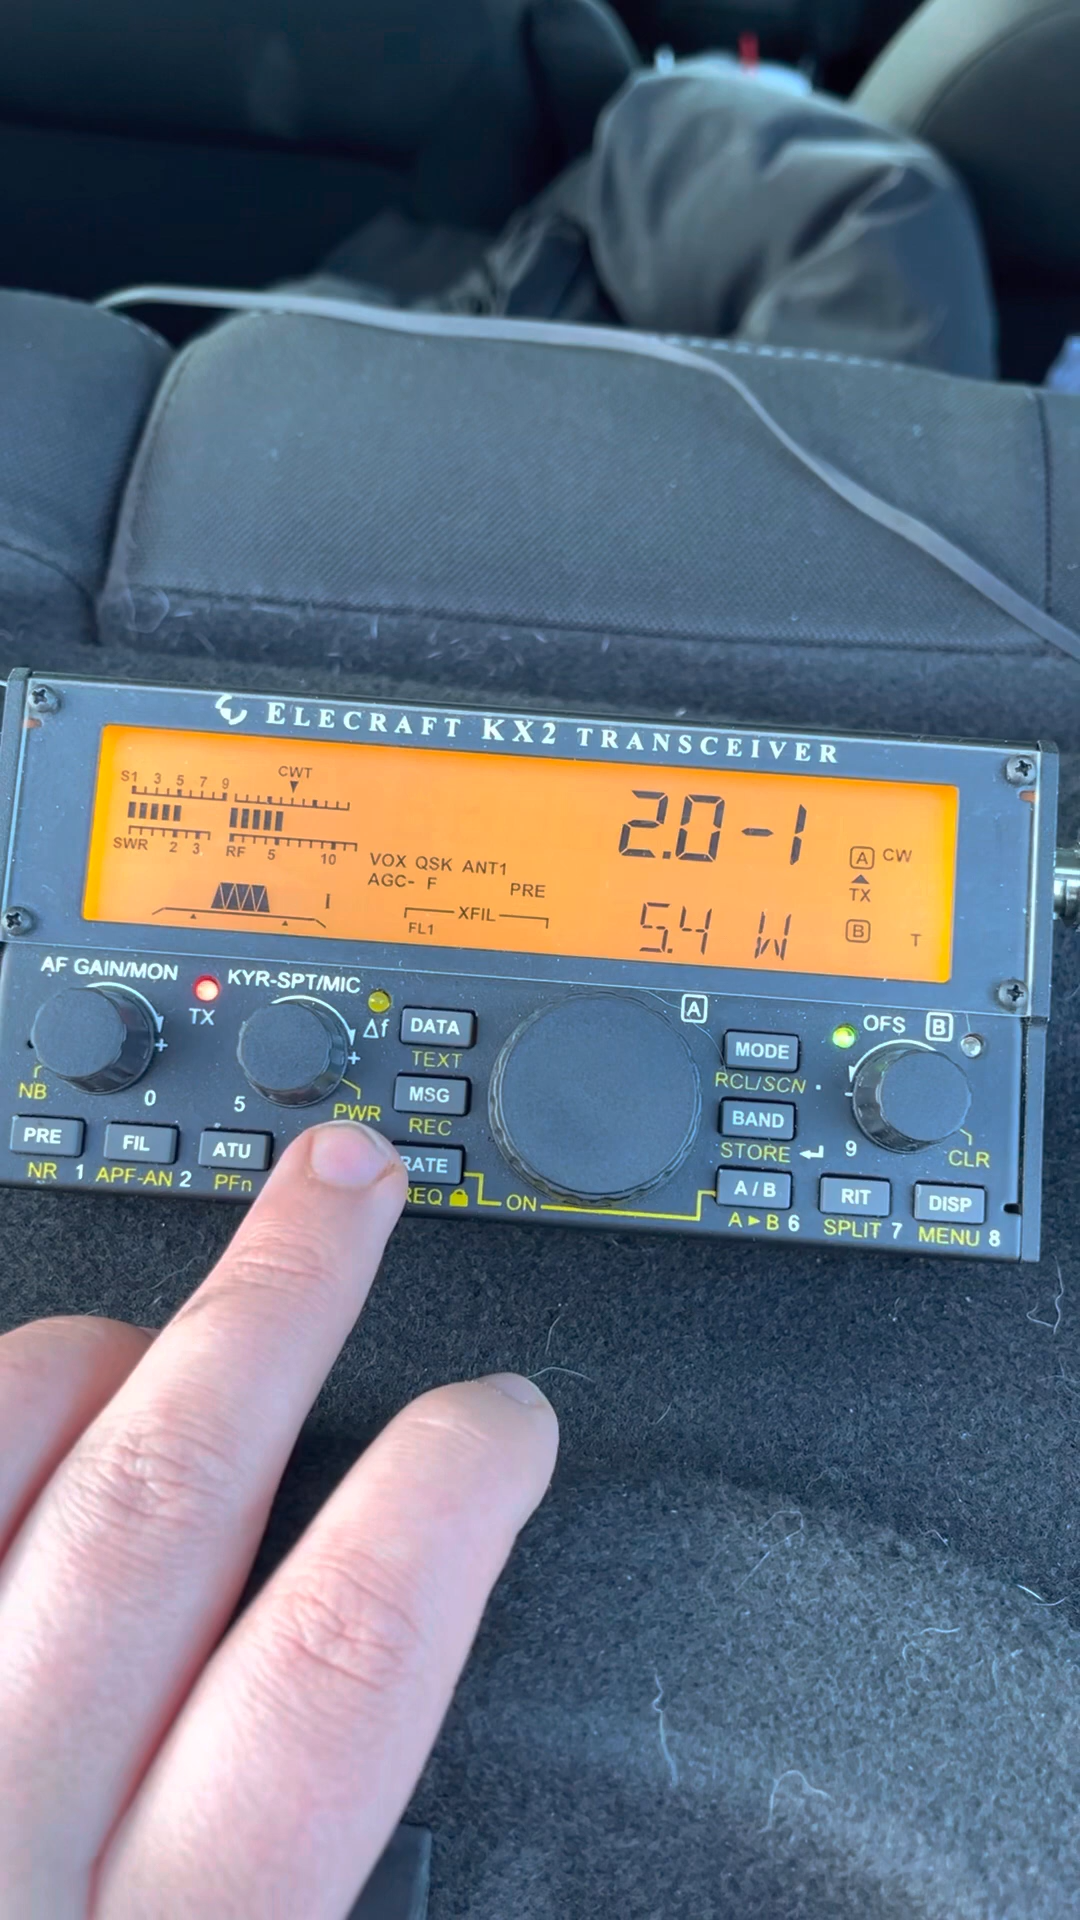 ELECRAFT KX2 TRANSCEIVER
S1 3 5 7 9
CWT
SWR 2 3
RF 5 10
VOX QSK ANT1
AGC- F
PRE
XFIL
FL1
I
2.0-1
5.4 W
A CW
TX
B T
AF GAIN/MON
TX
KYR-SPT/MIC
Δf
+
+
NB
0
5
PWR
PRE
NR 1
FIL
APF-AN 2
ATU
PFn
DATA
TEXT
MSG
REC
RATE
REQ
ON
A
MODE
RCL/SCN
BAND
STORE
A / B
A►B 6
OFS B
-
9
CLR
RIT
SPLIT 7
DISP
MENU 8